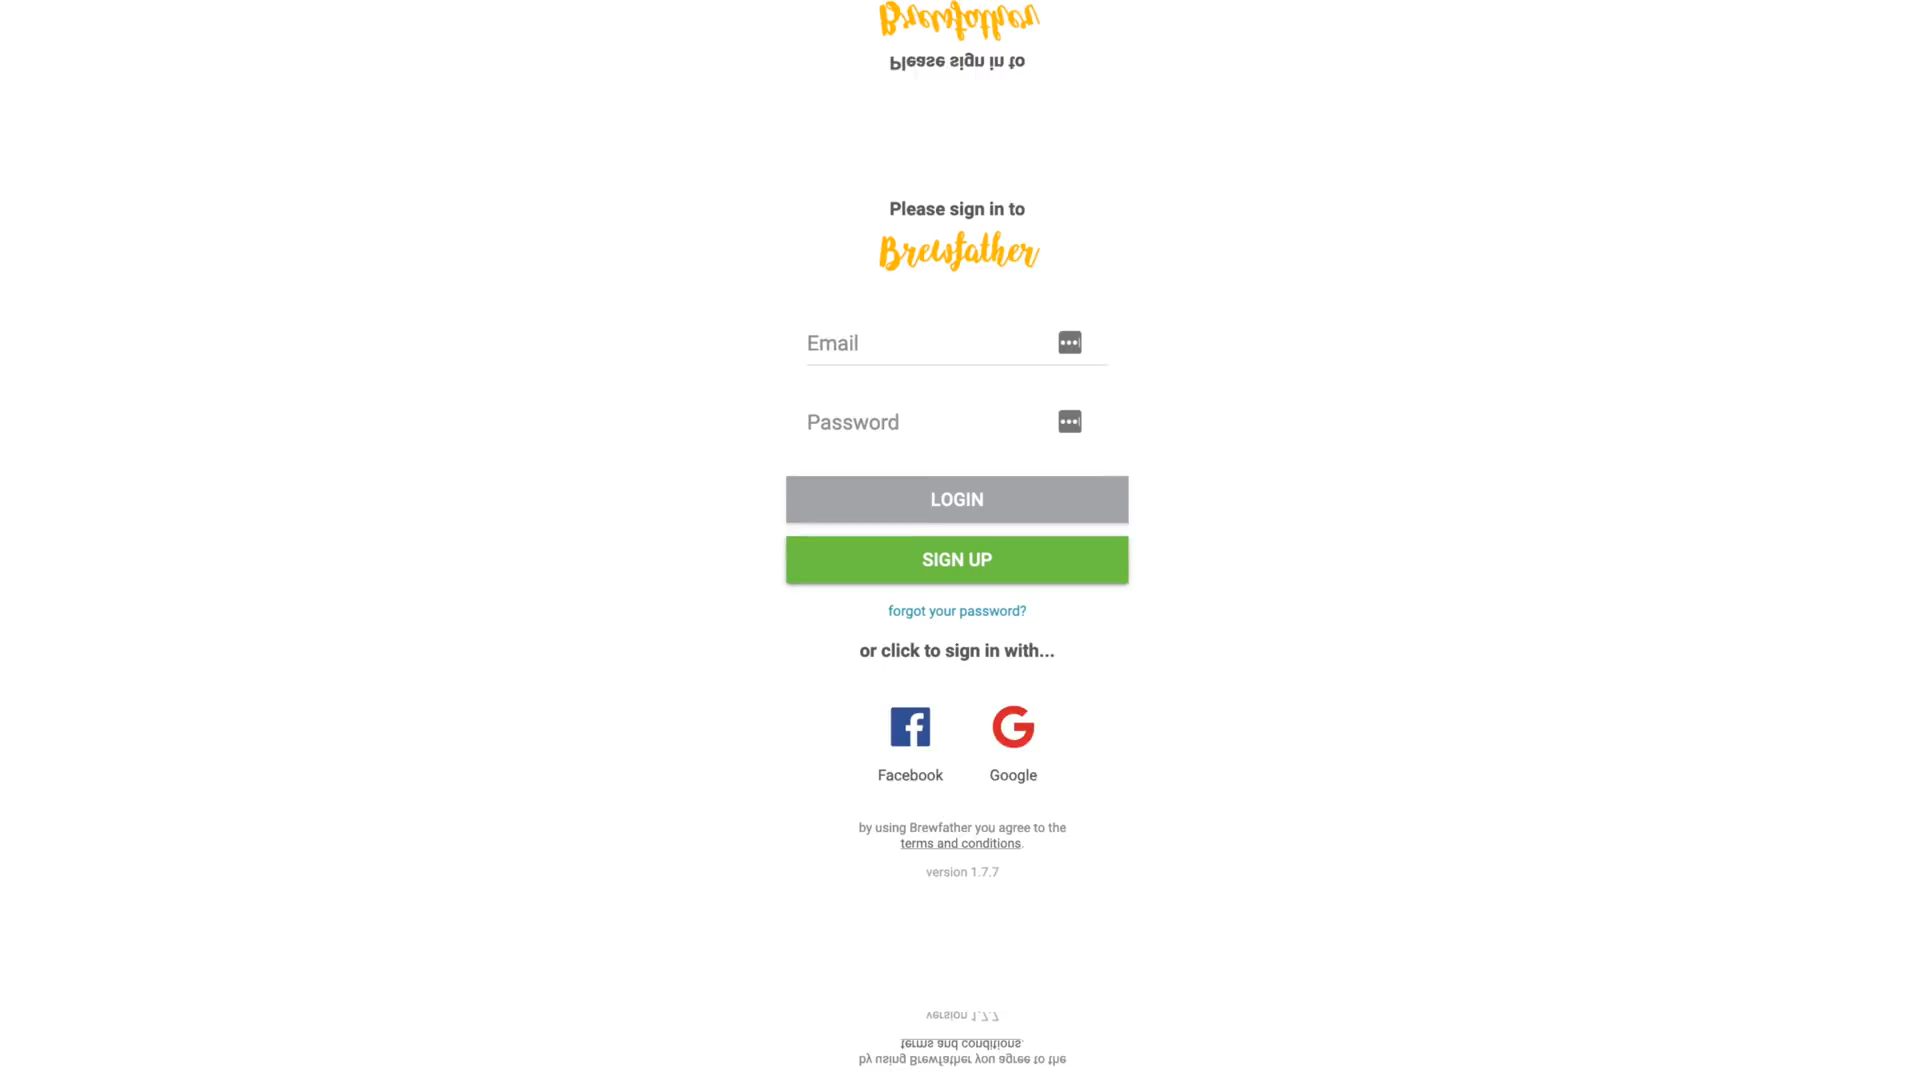 Brewfather
Please sign in to
Please sign in to
Brewfather
Email
Password
LOGIN
SIGN UP
forgot your password?
or click to sign in with...
Facebook
Google
by using Brewfather you agree to the
terms and conditions.
version 1.7.7
version 1.7.7
terms and conditions.
by using Brewfather you agree to the